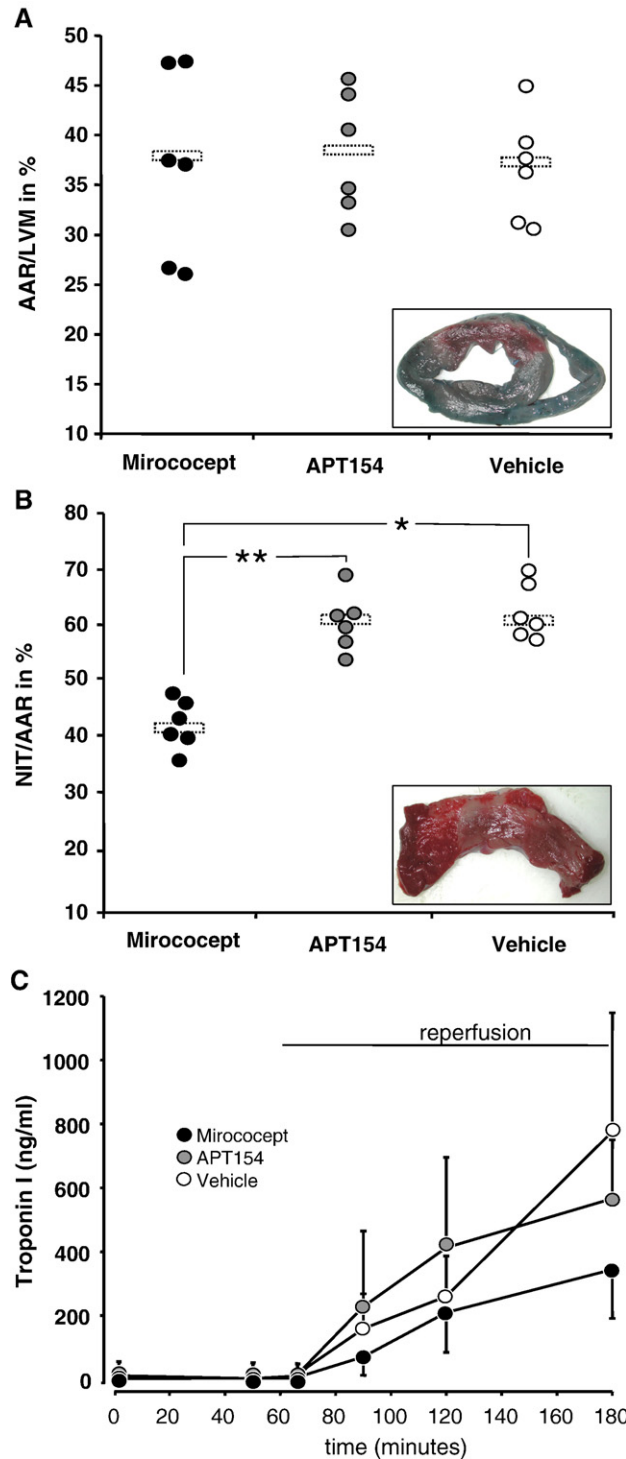 A
50
45
40
35
30
25
20
15
10
AAR/LVM in %
Mirococept APT154 Vehicle
B
80
70
60
50
40
30
20
10
NIT/AAR in %
*
**
Mirococept APT154 Vehicle
C
1200
1000
800
600
400
200
0
Troponin I (ng/ml)
reperfusion
Mirococept
APT154
Vehicle
0 20 40 60 80 100 120 140 160 180
time (minutes)